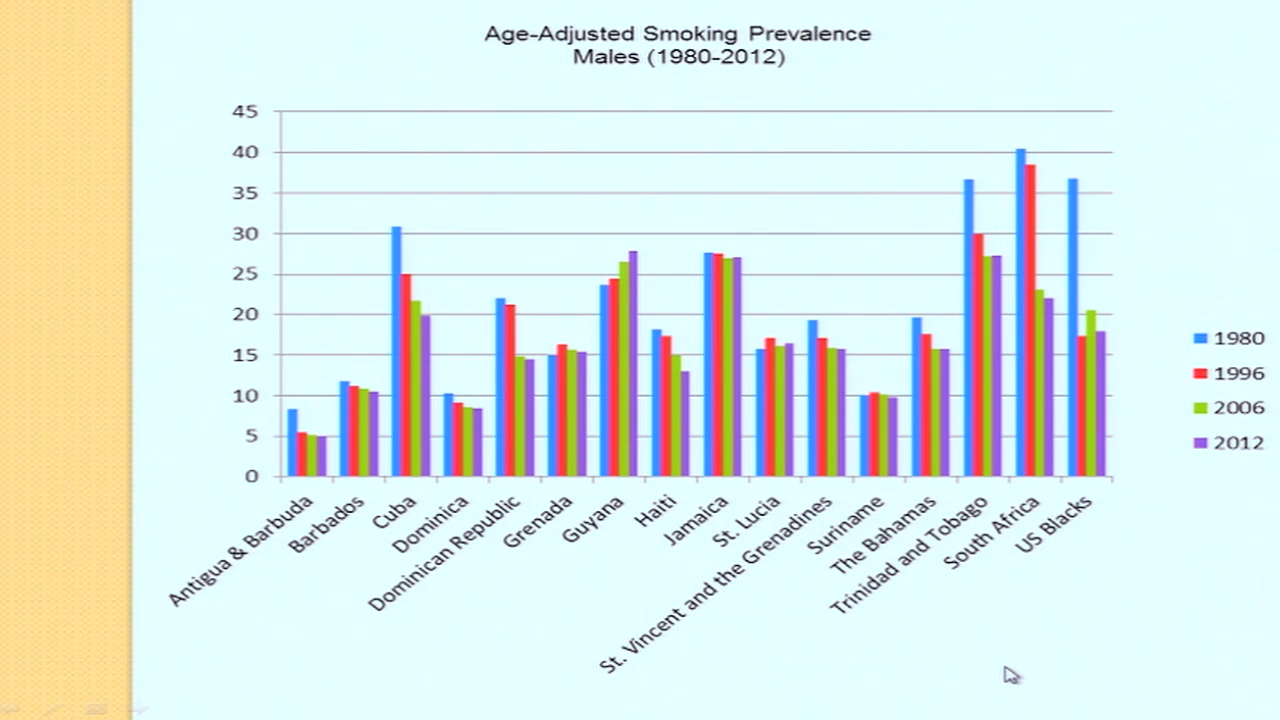 Age-Adjusted Smoking Prevalence
Males (1980-2012)
45
40
35
30
25
20
15
10
5
0
Antigua & Barbuda
Barbados
Cuba
Dominica
Dominican Republic
Grenada
Guyana
Haiti
Jamaica
St. Lucia
St. Vincent and the Grenadines
Suriname
The Bahamas
Trinidad and Tobago
South Africa
US Blacks
1980
1996
2006
2012